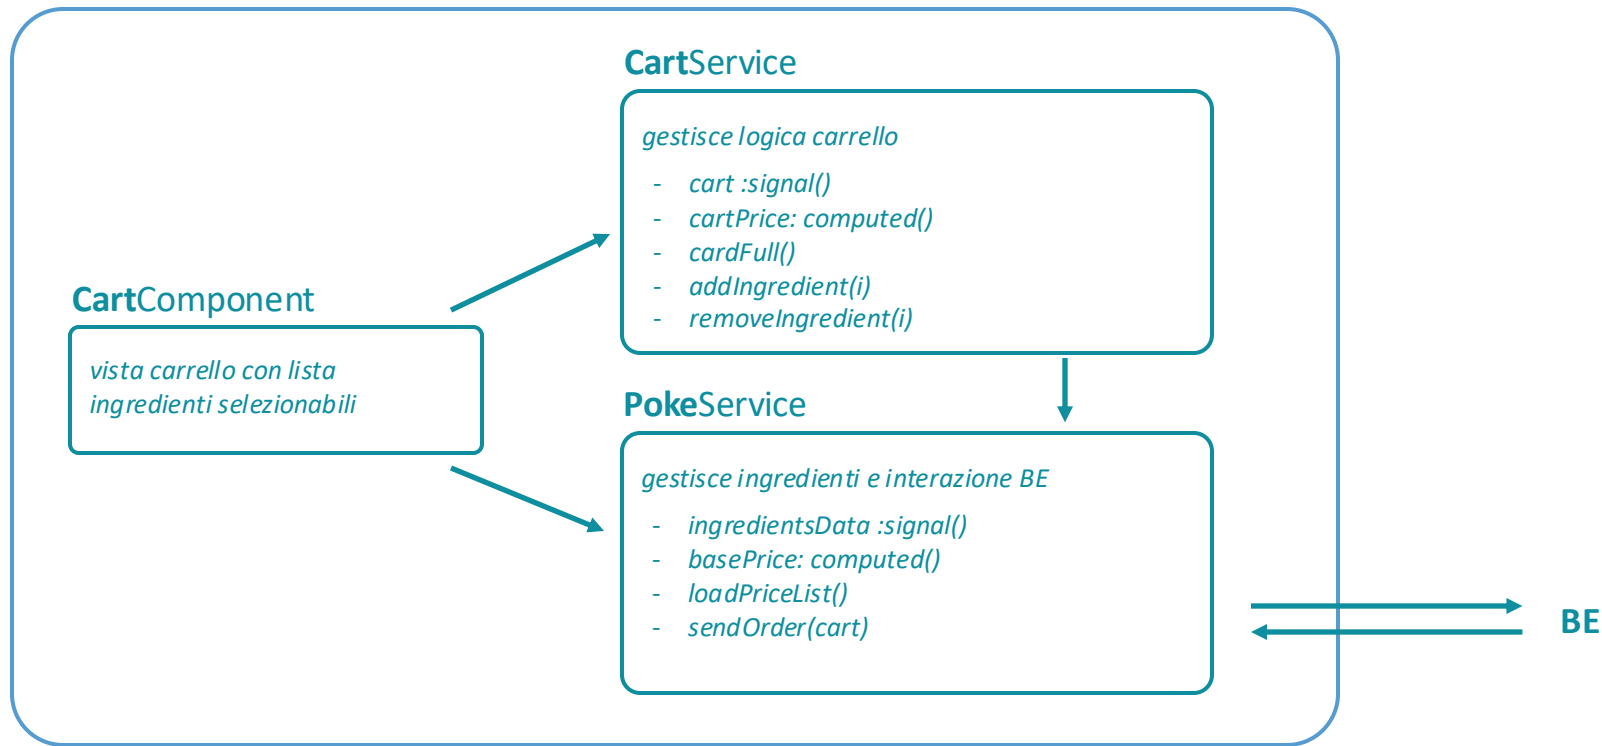 CartService
gestisce logica carrello
- cart :signal()
- cartPrice: computed()
- cardFull()
- addIngredient(i)
- removeIngredient(i)
CartComponent
vista carrello con lista
ingredienti selezionabili
PokeService
gestisce ingredienti e interazione BE
- ingredientsData :signal()
- basePrice: computed()
- loadPriceList()
- sendOrder(cart)
BE